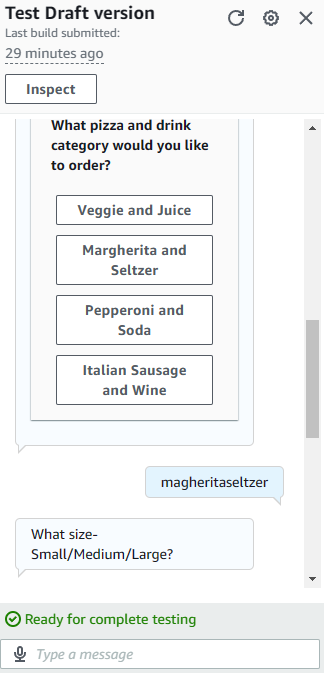 Test Draft version
Last build submitted:
29 minutes ago
Inspect
What pizza and drink
category would you like
to order?
Veggie and Juice
Margherita and
Seltzer
Pepperoni and
Soda
Italian Sausage
and Wine
magheritaseltzer
What size-
Small/Medium/Large?
Ready for complete testing
Type a message